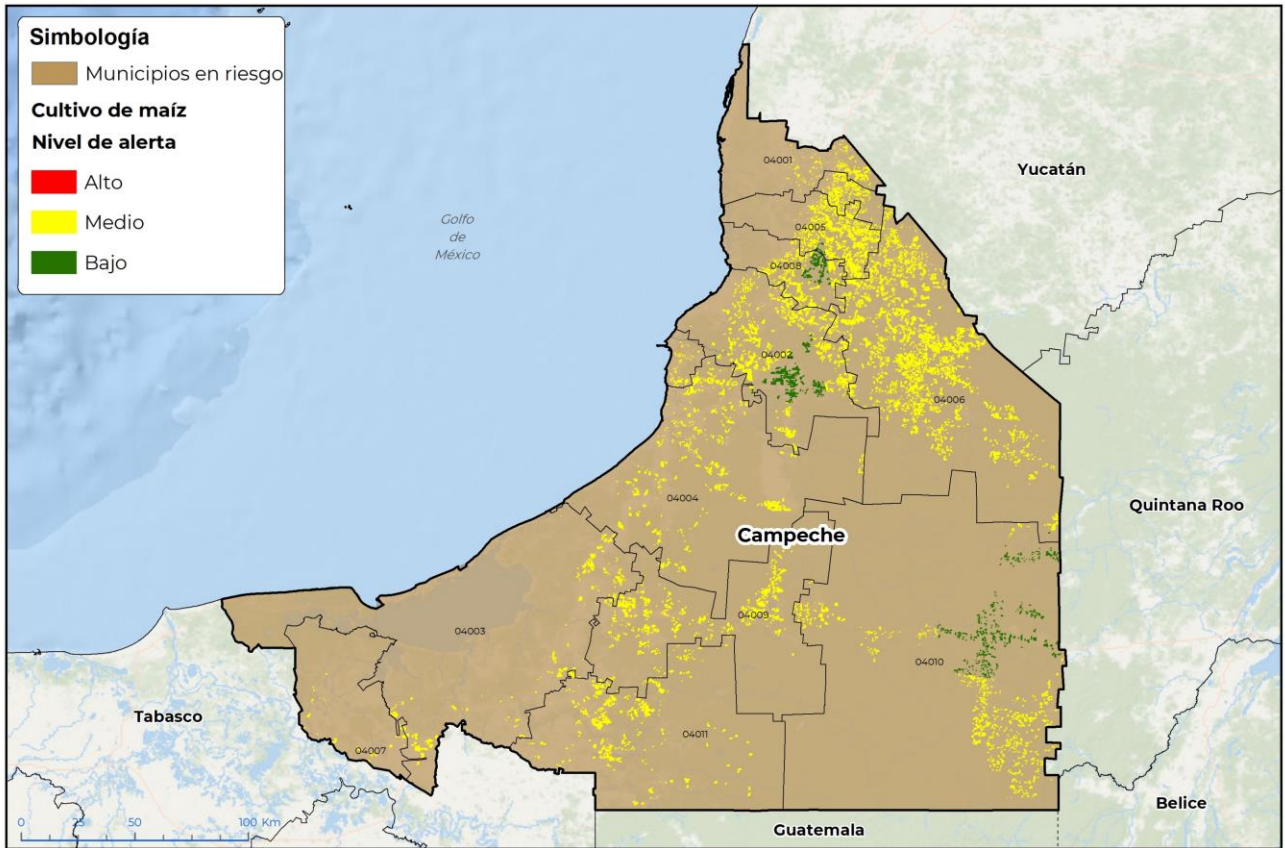 Simbología
Municipios en riesgo
Cultivo de maíz
Nivel de alerta
Alto
Medio
Bajo
Golfo
de
México
Yucatán
04001
04005
04008
04002
04006
04004
Quintana Roo
Campeche
04009
04003
04010
Tabasco
04011
04007
Belice
Guatemala
0 25 50 100 Km